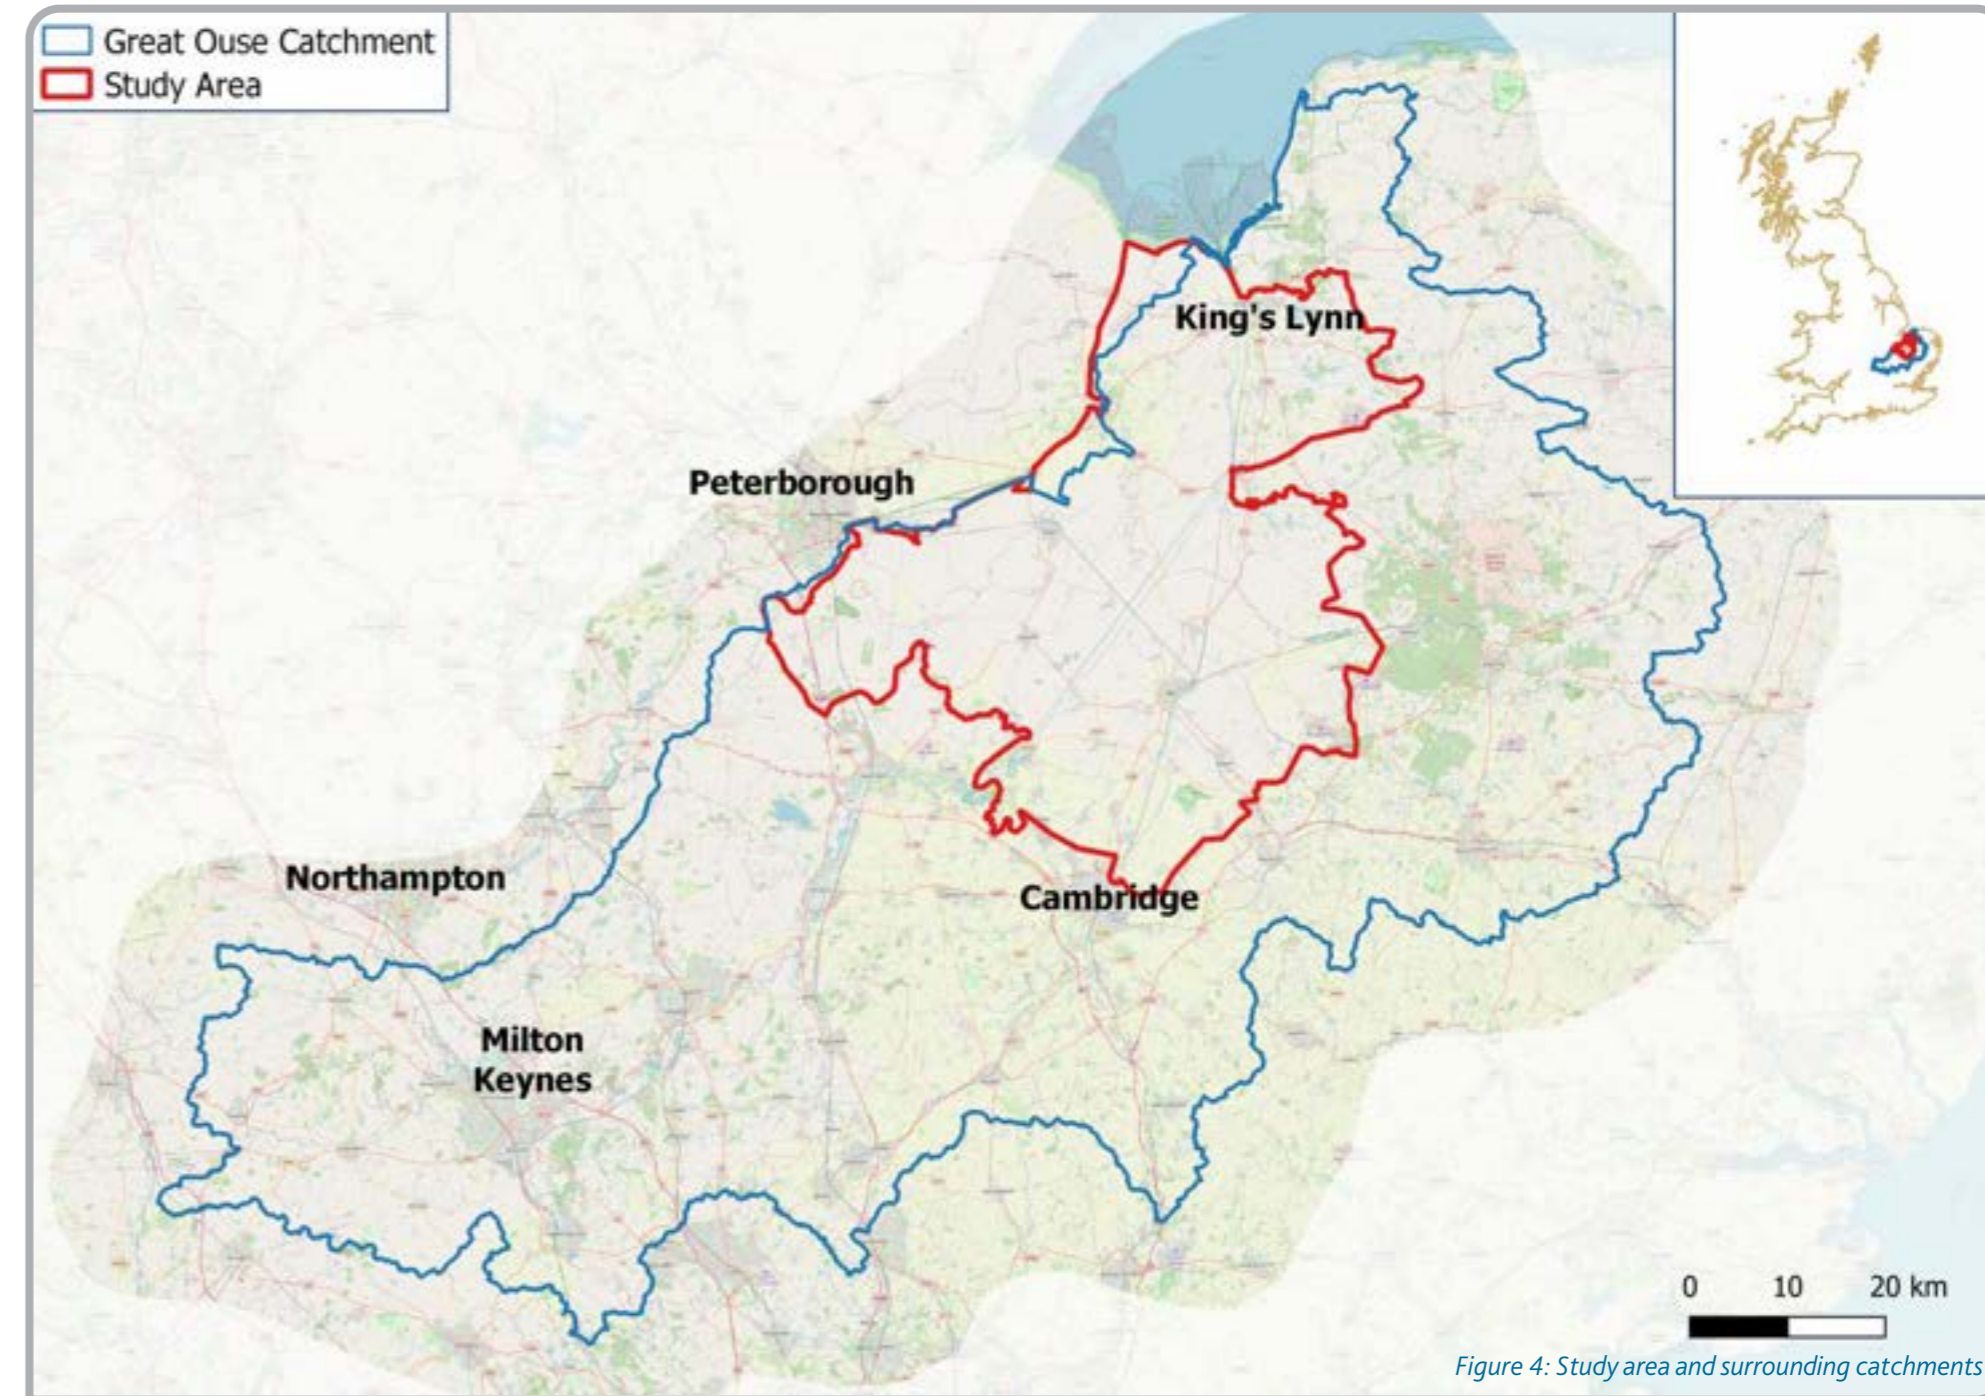 Great Ouse Catchment
Study Area
King's Lynn
Peterborough
Northampton
Cambridge
Milton
Keynes
0 10 20 km
Figure 4: Study area and surrounding catchments